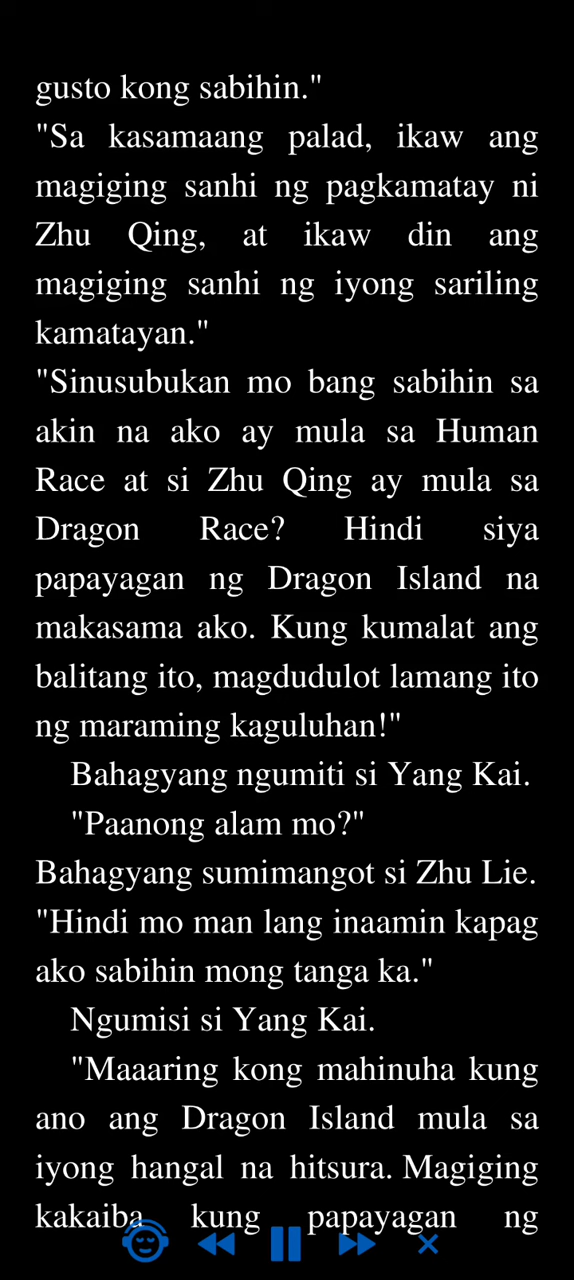 gusto kong sabihin."
"Sa kasamaang palad, ikaw ang
magiging sanhi ng pagkamatay ni
Zhu Qing, at ikaw din ang
magiging sanhi ng iyong sariling
kamatayan."
"Sinusubukan mo bang sabihin sa
akin na ako ay mula sa Human
Race at si Zhu Qing ay mula sa
Dragon Race? Hindi siya
papayagan ng Dragon Island na
makasama ako. Kung kumalat ang
balitang ito, magdudulot lamang ito
ng maraming kaguluhan!"
Bahagyang ngumiti si Yang Kai.
"Paanong alam mo?"
Bahagyang sumimangot si Zhu Lie.
"Hindi mo man lang inaamin kapag
ako sabihin mong tanga ka."
Ngumisi si Yang Kai.
"Maaaring kong mahinuha kung
ano ang Dragon Island mula sa
iyong hangal na hitsura. Magiging
kakaiba kung papayagan ng